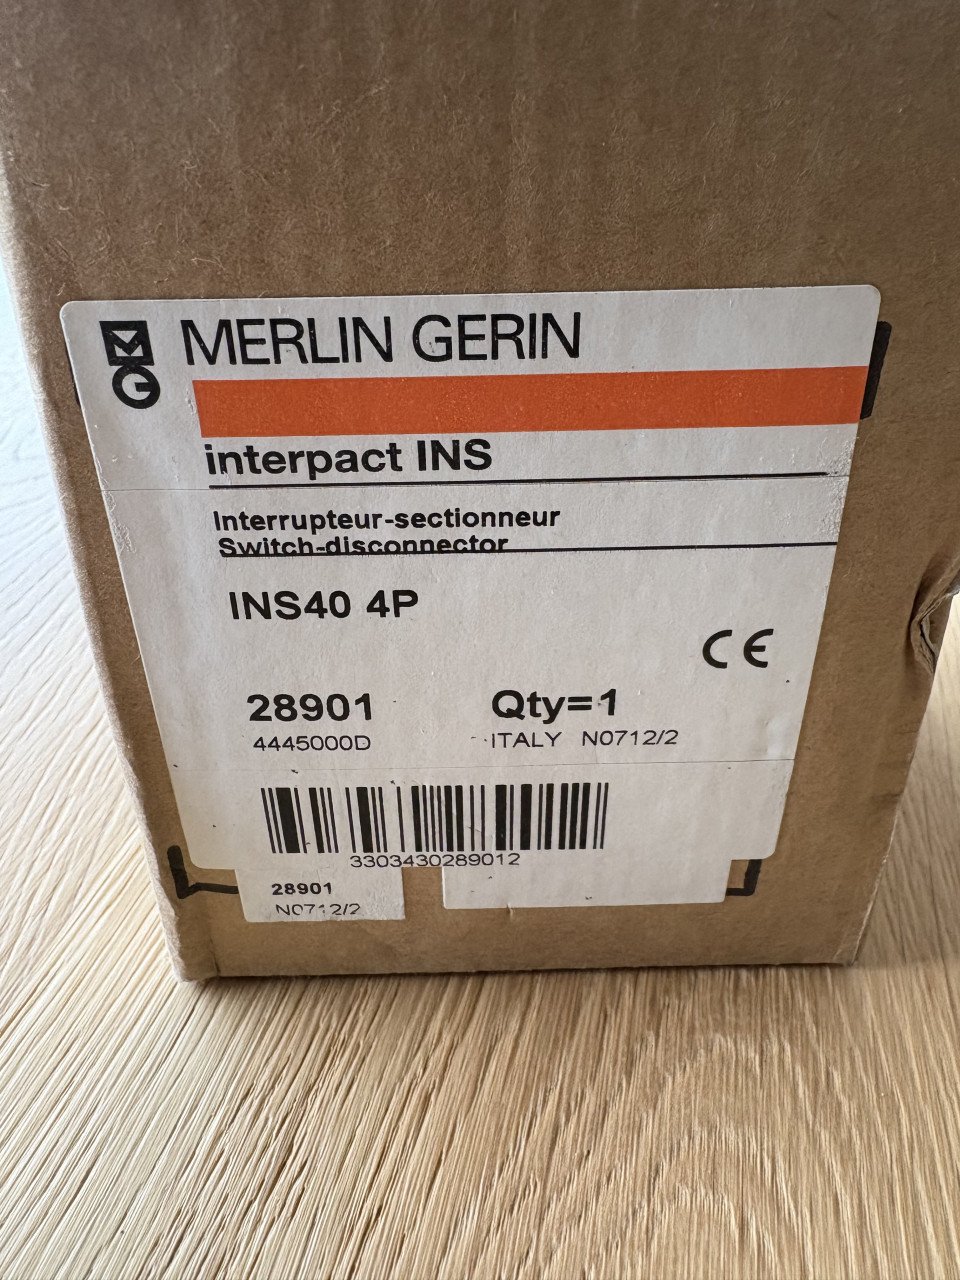 MG
MERLIN GERIN
interpact INS
Interrupteur-sectionneur
Switch-disconnector
INS40 4P
CE
28901 Qty=1
4445000D ITALY N0712/2
3303430289012
28901
N0712/2